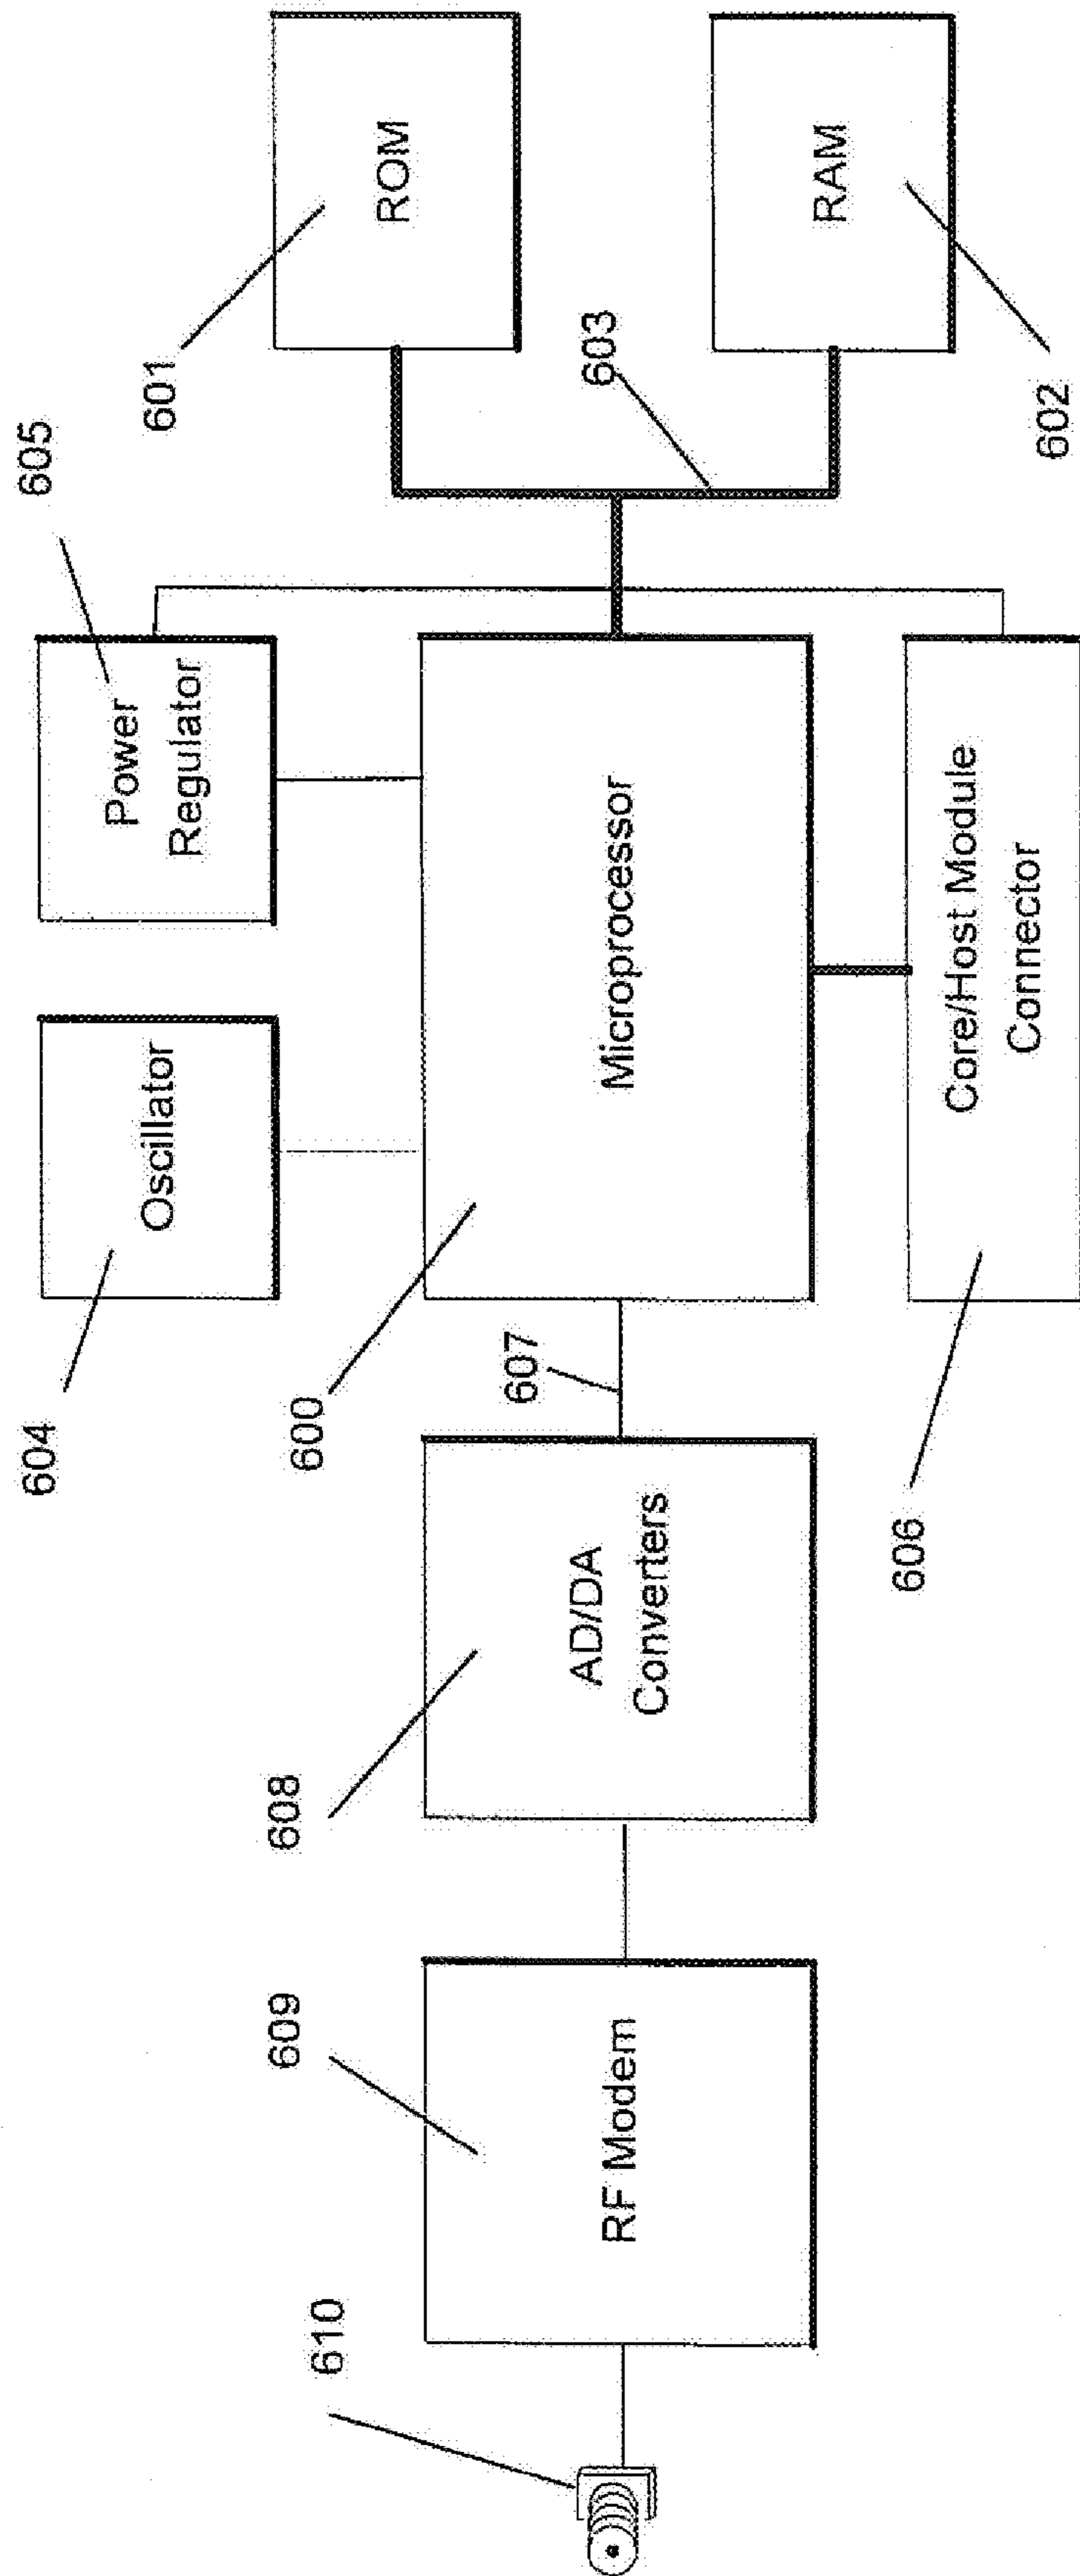 604
605
601
Oscillator
Power
Regulator
ROM
610
609
608
600
607
603
RF Modem
AD/DA
Converters
Microprocessor
RAM
606
Core/Host Module
Connector
602